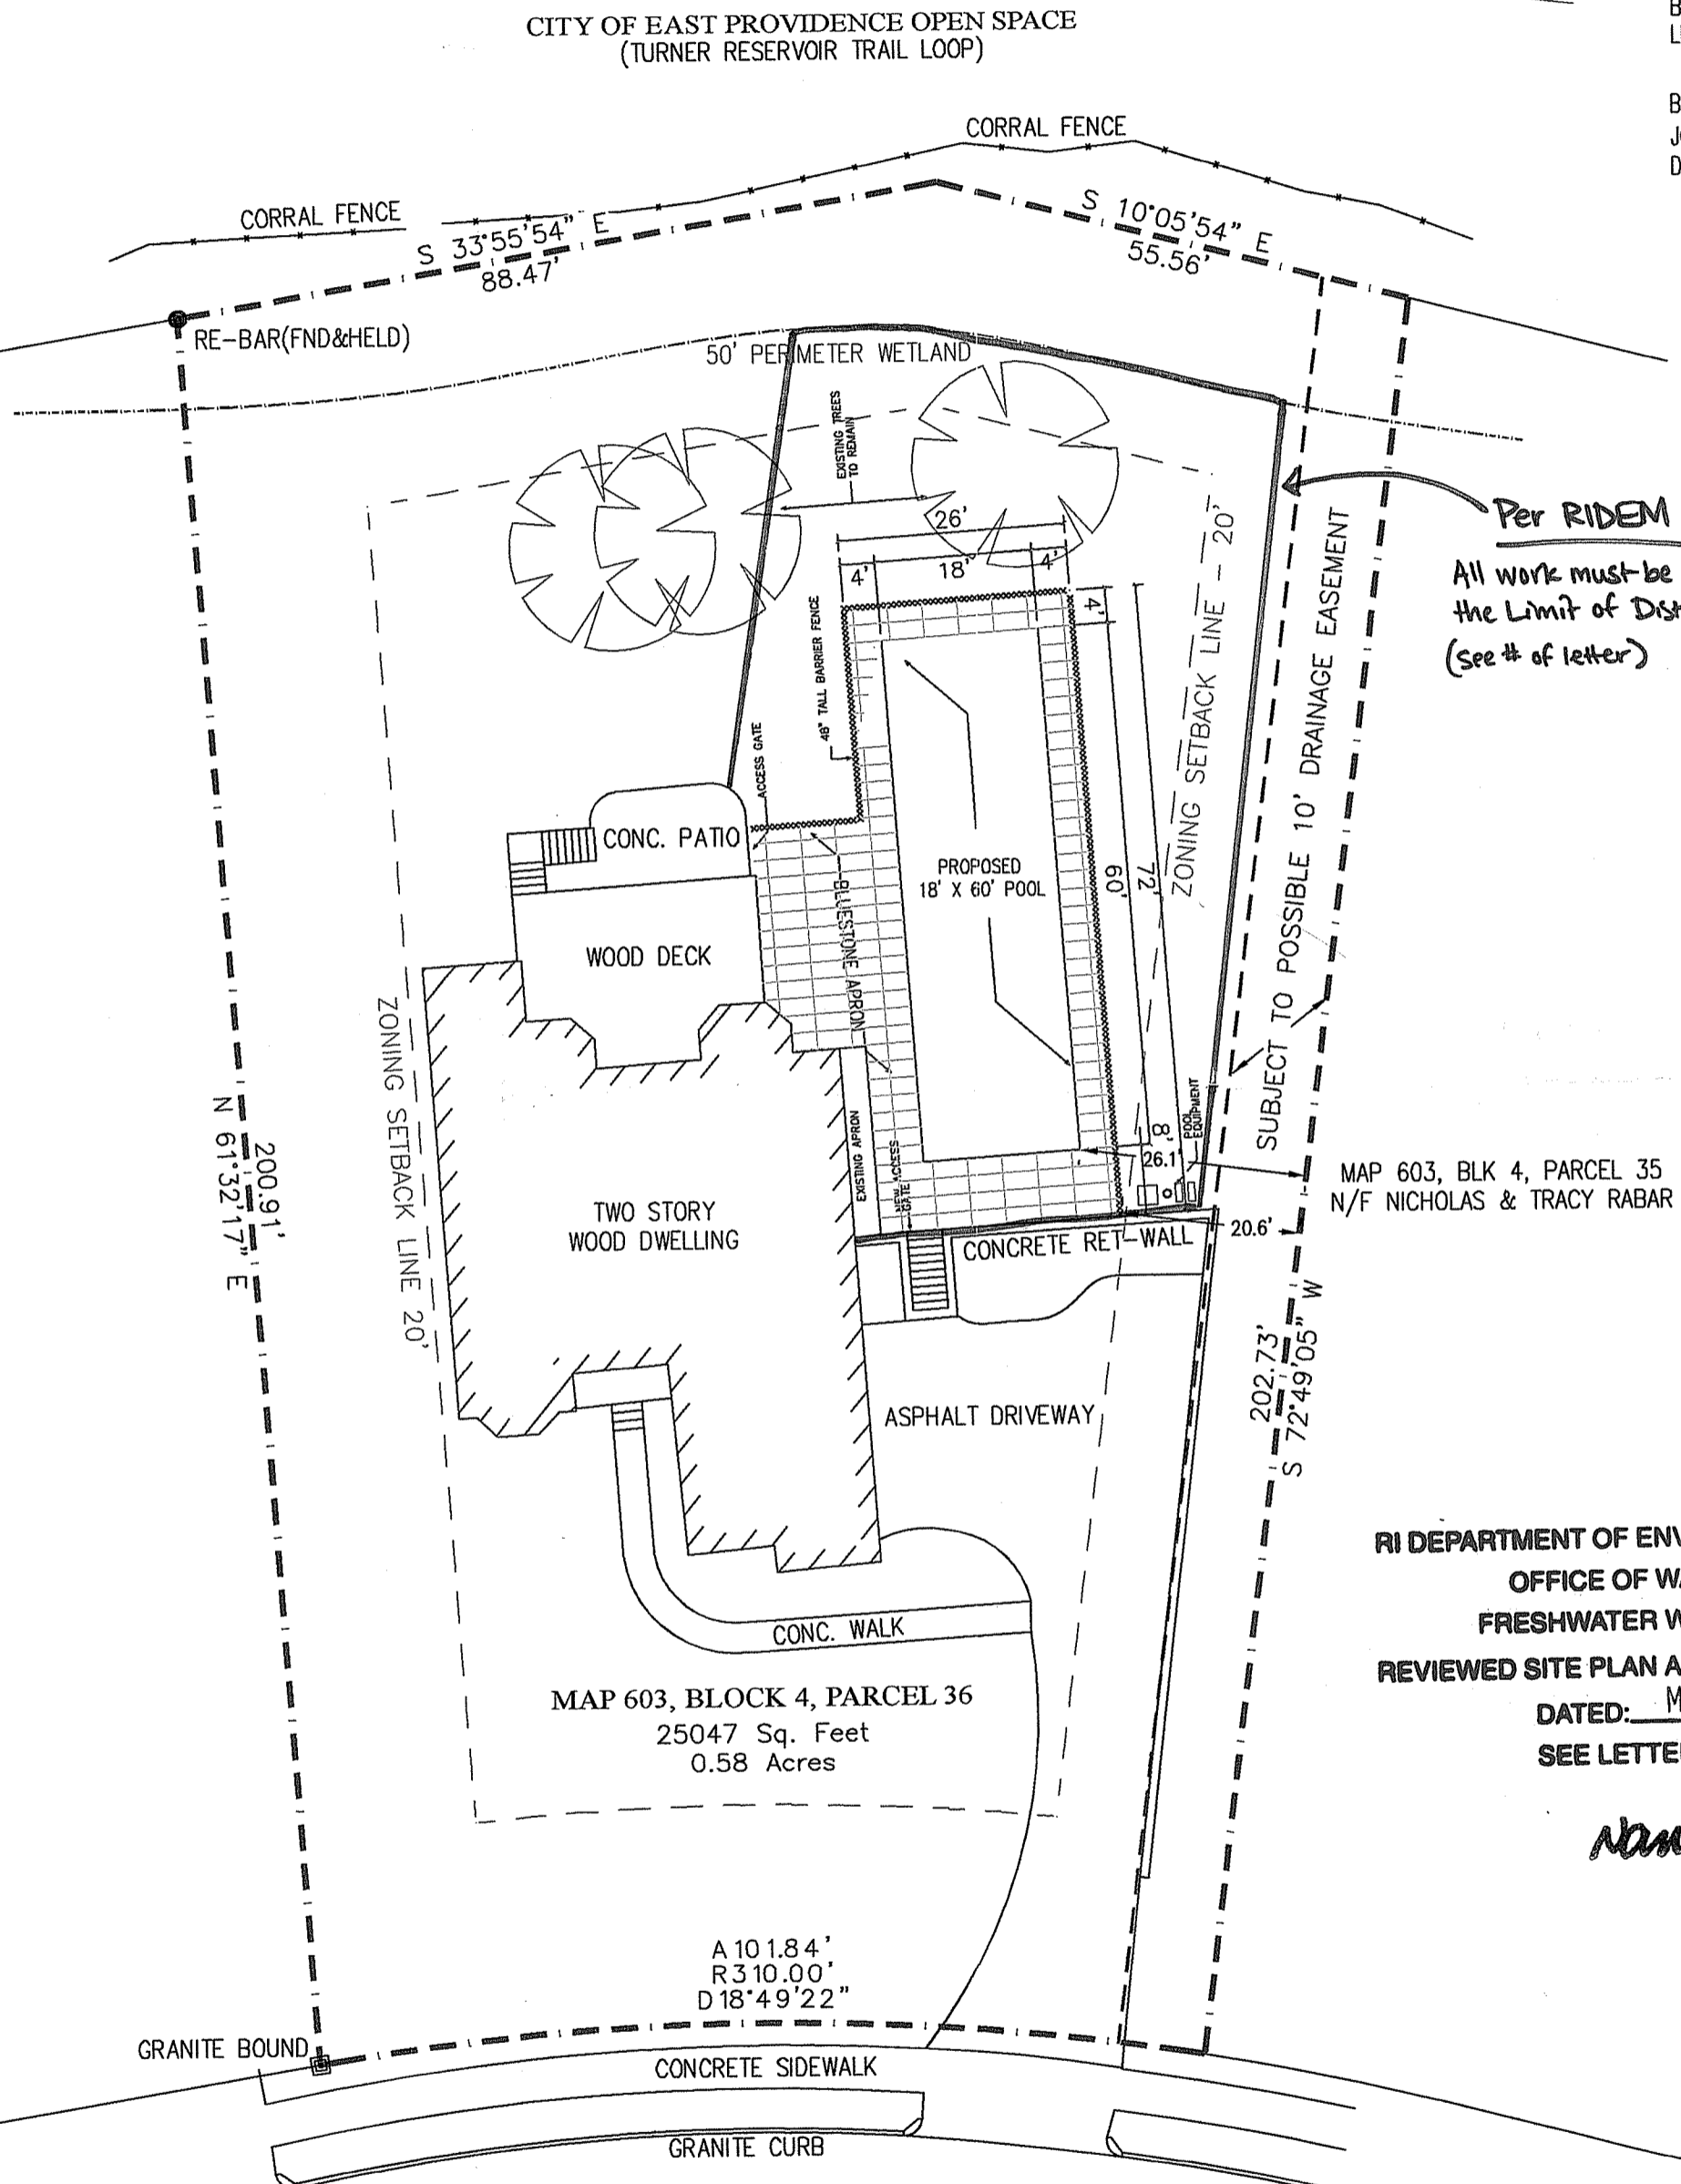 CITY OF EAST PROVIDENCE OPEN SPACE
(TURNER RESERVOIR TRAIL LOOP)
B
L
B
J
D
CORRAL FENCE
CORRAL FENCE
S 33°55'54" E
88.47'
S 10°05'54" E
55.56'
RE-BAR(FND&HELD)
50' PERIMETER WETLAND
EXISTING TREES
TO REMAIN
26'
4'
18'
4'
4'
Per RIDEM
All work must be
the Limit of Dist
(see # of letter)
48" TALL BARRIER FENCE
ACCESS GATE
ZONING SETBACK LINE - 20'
SUBJECT TO POSSIBLE 10' DRAINAGE EASEMENT
CONC. PATIO
PROPOSED
18' X 60' POOL
60'
72'
BLUESTONE APRON
WOOD DECK
ZONING SETBACK LINE 20'
N 61°32'17" E
200.91'
EXISTING APRON
NEW ACCESS
GATE
8'
POOL
EQUIPMENT
26.1'
MAP 603, BLK 4, PARCEL 35
N/F NICHOLAS & TRACY RABAR
TWO STORY
WOOD DWELLING
20.6'
CONCRETE RET-WALL
202.73'
S 72°49'05" W
ASPHALT DRIVEWAY
RI DEPARTMENT OF ENV
OFFICE OF WA
FRESHWATER W
REVIEWED SITE PLAN A
DATED: M
SEE LETTE
CONC. WALK
MAP 603, BLOCK 4, PARCEL 36
25047 Sq. Feet
0.58 Acres
A101.84'
R310.00'
D18°49'22"
GRANITE BOUND
CONCRETE SIDEWALK
GRANITE CURB